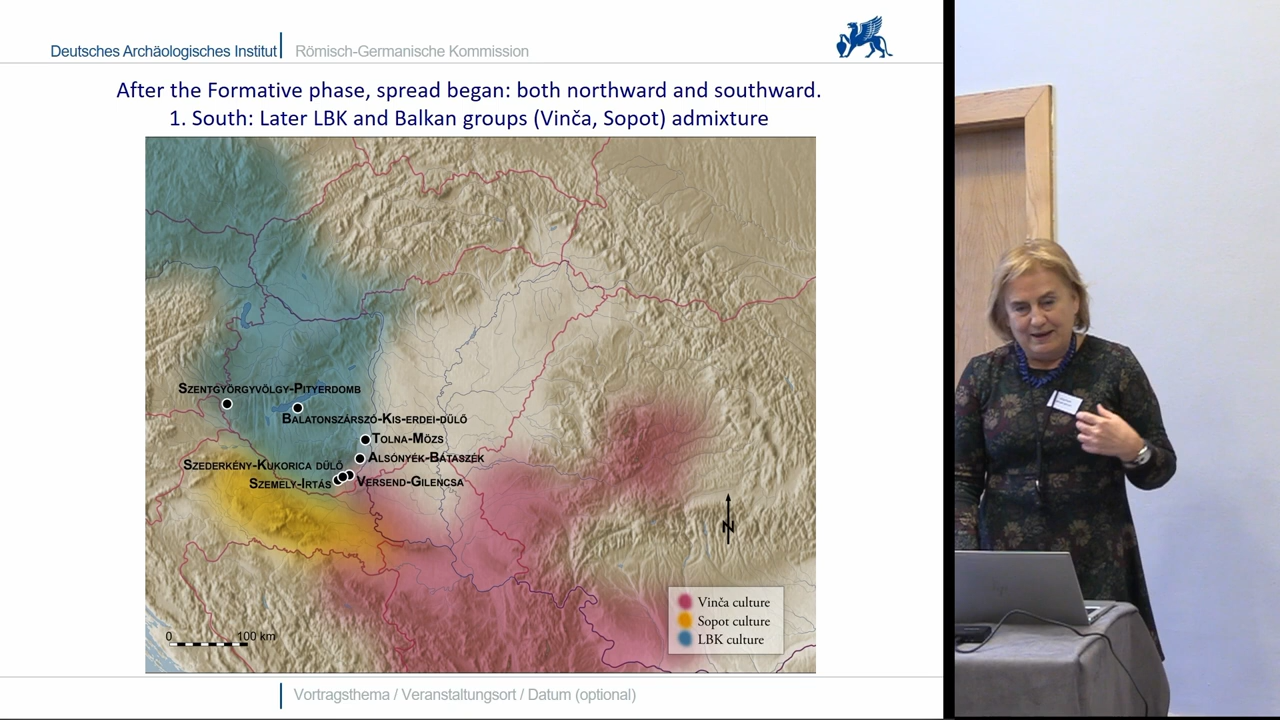 Deutsches Archäologisches Institut
Römisch-Germanische Kommission
After the Formative phase, spread began: both northward and southward.
1. South: Later LBK and Balkan groups (Vinča, Sopot) admixture
Szentgyörgyvölgy-Pityerdomb
Balatonszárszó-Kis-erdei-dűlő
Tolna-Mözs
Alsónyék-Bátaszék
Szederkény-Kukorica dűlő
Szemely-Irtás
Versend-Gilencsa
N
Vinča culture
Sopot culture
LBK culture
0 100 km
Vortragsthema / Veranstaltungsort / Datum (optional)